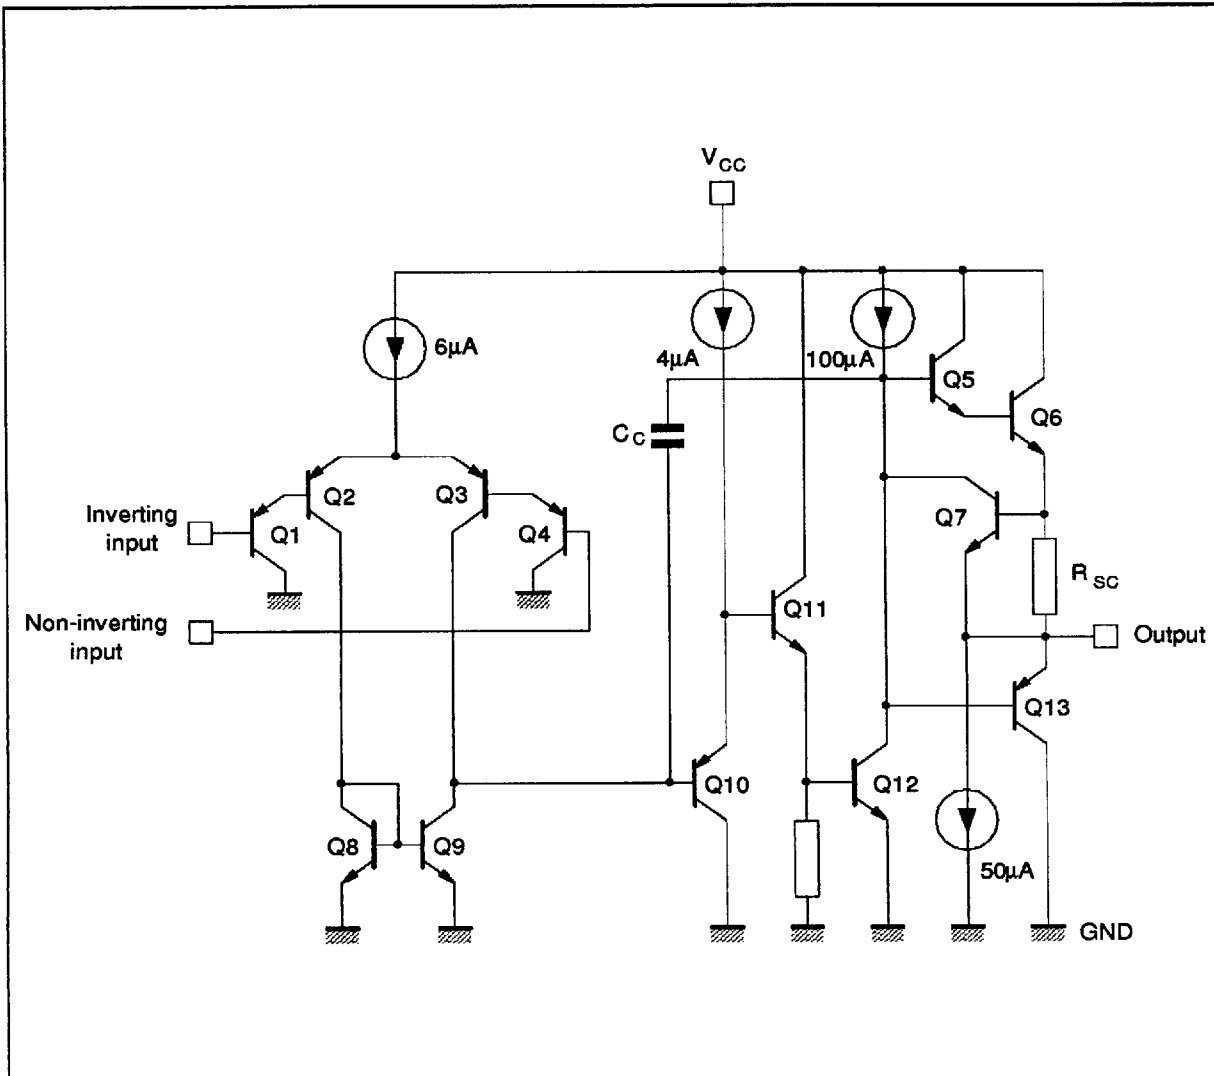 VCC
6μA
4μA
100μA
Q5
Q6
CC
Q2
Q3
Q7
Inverting
input
Q1
Q4
RSC
Q11
Non-inverting
input
Output
Q13
Q10
Q12
Q8
Q9
50μA
GND